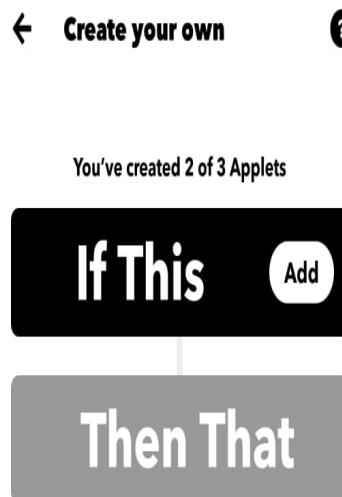 Create your own
You've created 2 of 3 Applets
If This
Add
Then That